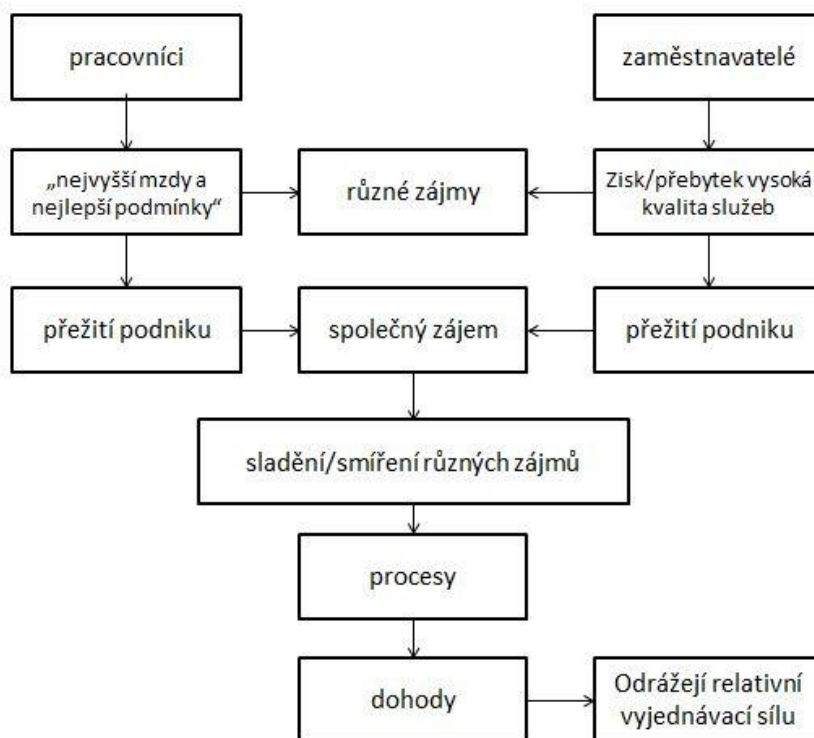 pracovníci
zaměstnavatelé
„nejvyšší mzdy a
nejlepší podmínky“
různé zájmy
Zisk/přebytek vysoká
kvalita služeb
přežití podniku
společný zájem
přežití podniku
sladění/smíření různých zájmů
procesy
dohody
Odrážejí relativní
vyjednávací sílu